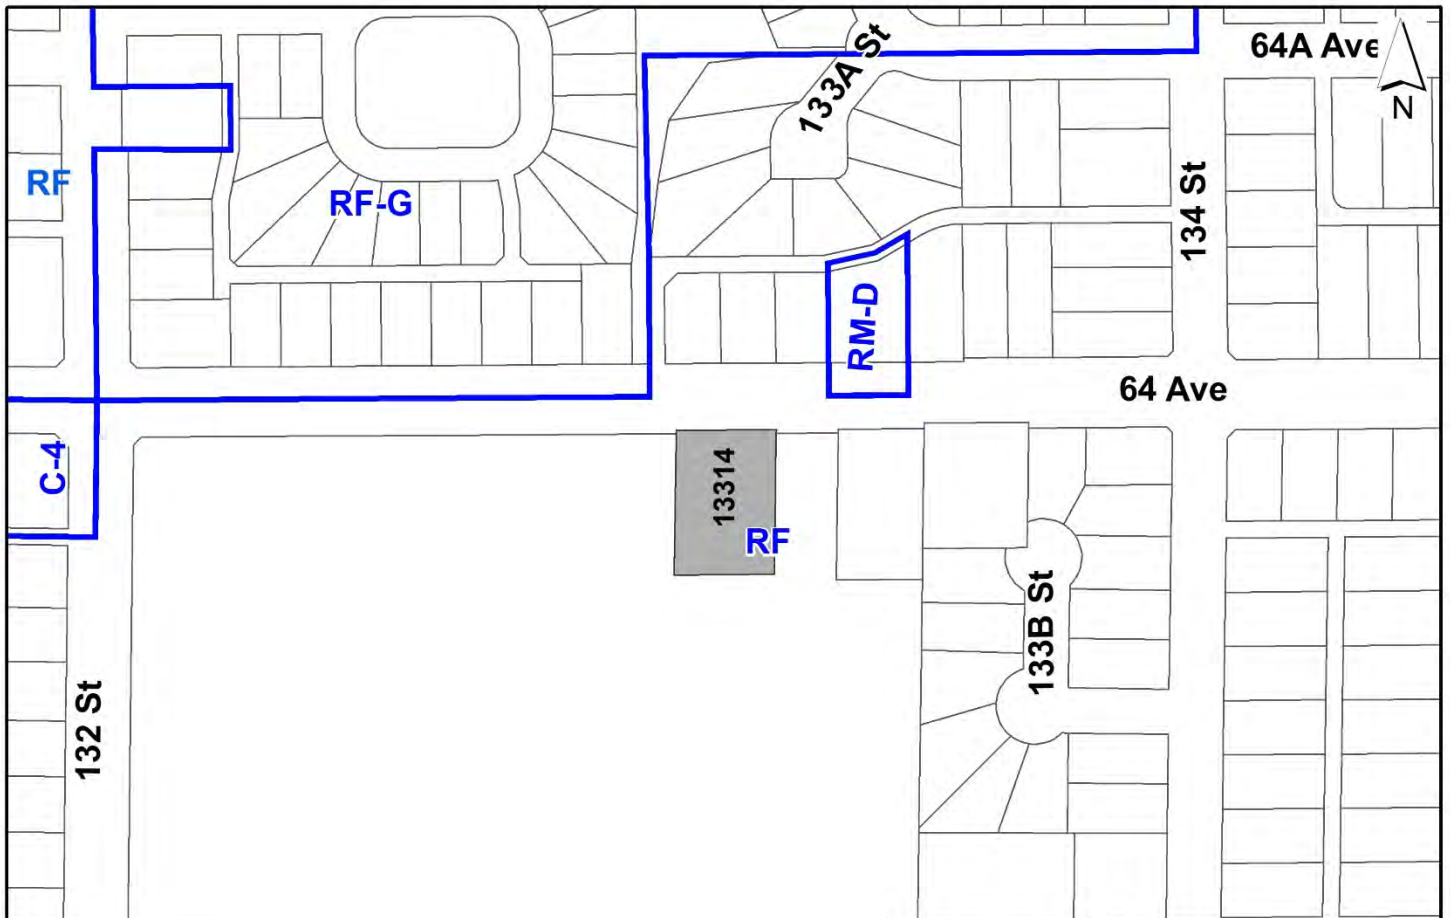 64A Ave
N
133A St
RF
RF-G
134 St
RM-D
64 Ave
C-4
13314
RF
133B St
132 St